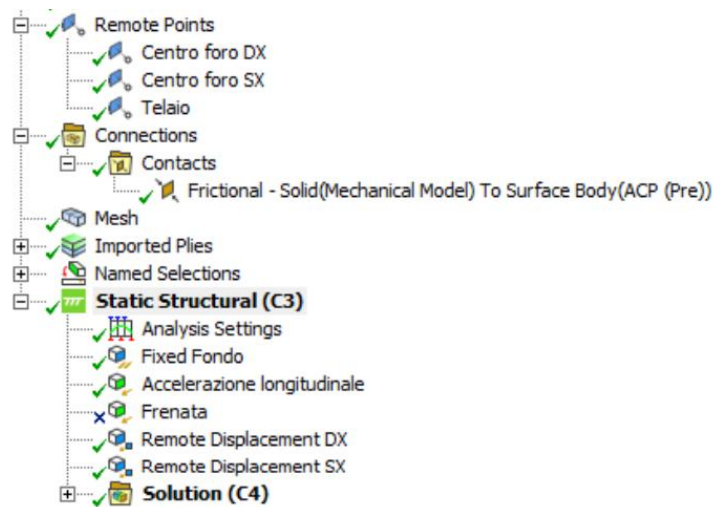 Remote Points
Centro foro DX
Centro foro SX
Telaio
Connections
Contacts
Frictional - Solid(Mechanical Model) To Surface Body(ACP (Pre))
Mesh
Imported Plies
Named Selections
Static Structural (C3)
Analysis Settings
Fixed Fondo
Accelerazione longitudinale
Frenata
Remote Displacement DX
Remote Displacement SX
Solution (C4)